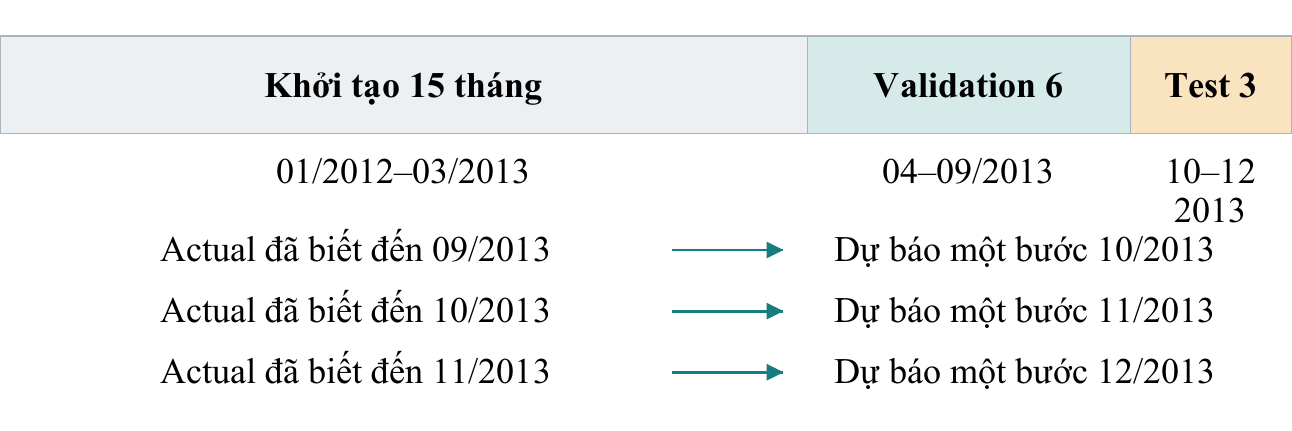 Khởi tạo 15 tháng
Validation 6
Test 3
01/2012–03/2013
04–09/2013
10–12
2013
Actual đã biết đến 09/2013
Dự báo một bước 10/2013
Actual đã biết đến 10/2013
Dự báo một bước 11/2013
Actual đã biết đến 11/2013
Dự báo một bước 12/2013